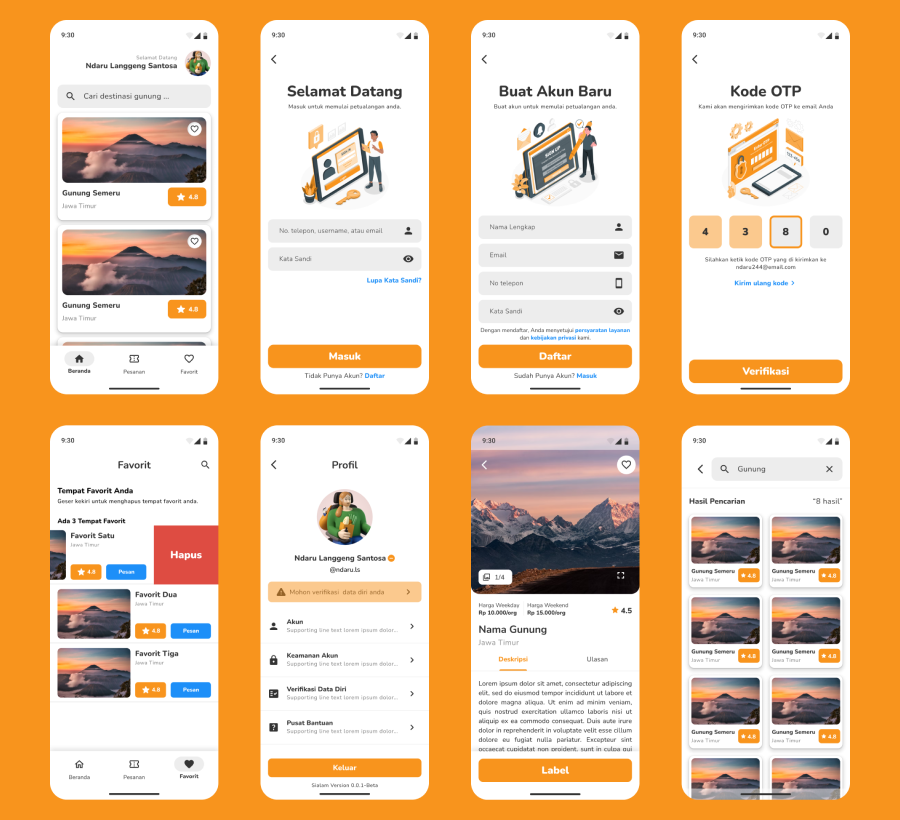 9:30
Selamat Datang
Ndaru Langgeng Santosa
Cari destinasi gunung ...
Gunung Semeru
Jawa Timur
4.8
Gunung Semeru
Jawa Timur
4.8
Beranda
Pesanan
Favorit
9:30
Selamat Datang
Masuk untuk memulai petualangan anda.
No. telepon, username, atau email
Kata Sandi
Lupa Kata Sandi?
Masuk
Tidak Punya Akun? Daftar
9:30
Buat Akun Baru
Buat akun untuk memulai petualangan anda.
SIGN UP
Nama Lengkap
Email
No telepon
Kata Sandi
Dengan mendaftar, Anda menyetujui persyaratan layanan
dan kebijakan privasi kami.
Daftar
Sudah Punya Akun? Masuk
9:30
Kode OTP
Kami akan mengirimkan kode OTP ke email Anda
4 3 8 0
Silahkan ketik kode OTP yang di kirimkan ke
ndaru244@email.com
Kirim ulang kode
Verifikasi
9:30
Favorit
Tempat Favorit Anda
Geser kekiri untuk menghapus tempat favorit anda.
Ada 3 Tempat Favorit
Favorit Satu
Jawa Timur
4.8 Pesan
Hapus
Favorit Dua
Jawa Timur
4.8 Pesan
Favorit Tiga
Jawa Timur
4.8 Pesan
Beranda
Pesanan
Favorit
9:30
Profil
Ndaru Langgeng Santosa
@ndaru.ls
Mohon verifikasi data diri anda
Akun
Supporting line text lorem ipsum dolor...
Keamanan Akun
Supporting line text lorem ipsum dolor...
Verifikasi Data Diri
Supporting line text lorem ipsum dolor...
Pusat Bantuan
Supporting line text lorem ipsum dolor...
Keluar
Sialam Version 0.0.1-Beta
9:30
1/4
Harga Weekday Harga Weekend
Rp 10.000/org Rp 15.000/org
4.5
Nama Gunung
Jawa Timur
Deskripsi Ulasan
Lorem ipsum dolor sit amet, consectetur adipiscing
elit, sed do eiusmod tempor incididunt ut labore et
dolore magna aliqua. Ut enim ad minim veniam,
quis nostrud exercitation ullamco laboris nisi ut
aliquip ex ea commodo consequat. Duis aute irure
dolor in reprehenderit in voluptate velit esse cillum
dolore eu fugiat nulla pariatur. Excepteur sint
occaecat cupidatat non proident, sunt in culpa qui
Label
9:30
Gunung
Hasil Pencarian "8 hasil"
Gunung Semeru
Jawa Timur
4.8
Gunung Semeru
Jawa Timur
4.8
Gunung Semeru
Jawa Timur
4.8
Gunung Semeru
Jawa Timur
4.8
Gunung Semeru
Jawa Timur
4.8
Gunung Semeru
Jawa Timur
4.8